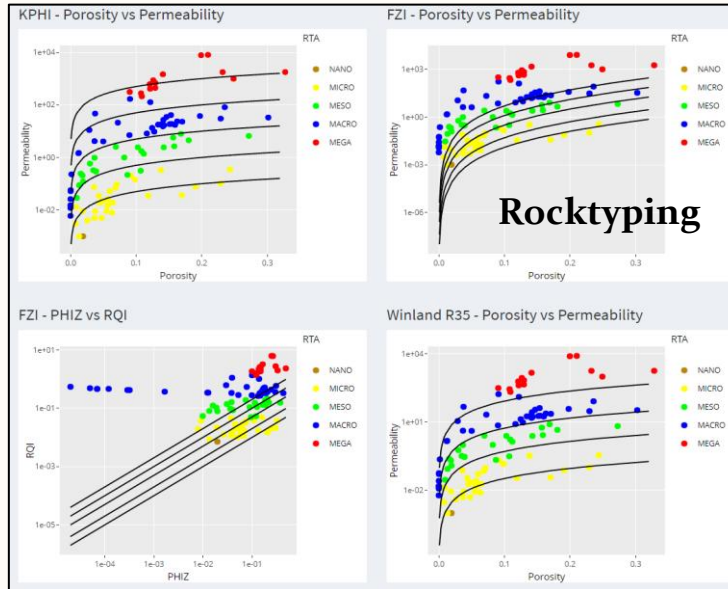 KPHI - Porosity vs Permeability
RTA
NANO
MICRO
MESO
MACRO
MEGA
Permeability
1e+04
1e+02
1e+00
1e-02
0.0 0.1 0.2 0.3
Porosity
FZI - Porosity vs Permeability
RTA
NANO
MICRO
MESO
MACRO
MEGA
Permeability
1e+03
1e+00
1e-03
1e-06
0.0 0.1 0.2 0.3
Porosity
Rocktyping
FZI - PHIZ vs RQI
RTA
NANO
MICRO
MESO
MACRO
MEGA
RQI
1e+01
1e-01
1e-03
1e-05
1e-04 1e-03 1e-02 1e-01
PHIZ
Winland R35 - Porosity vs Permeability
RTA
NANO
MICRO
MESO
MACRO
MEGA
Permeability
1e+04
1e+01
1e-02
0.0 0.1 0.2 0.3
Porosity